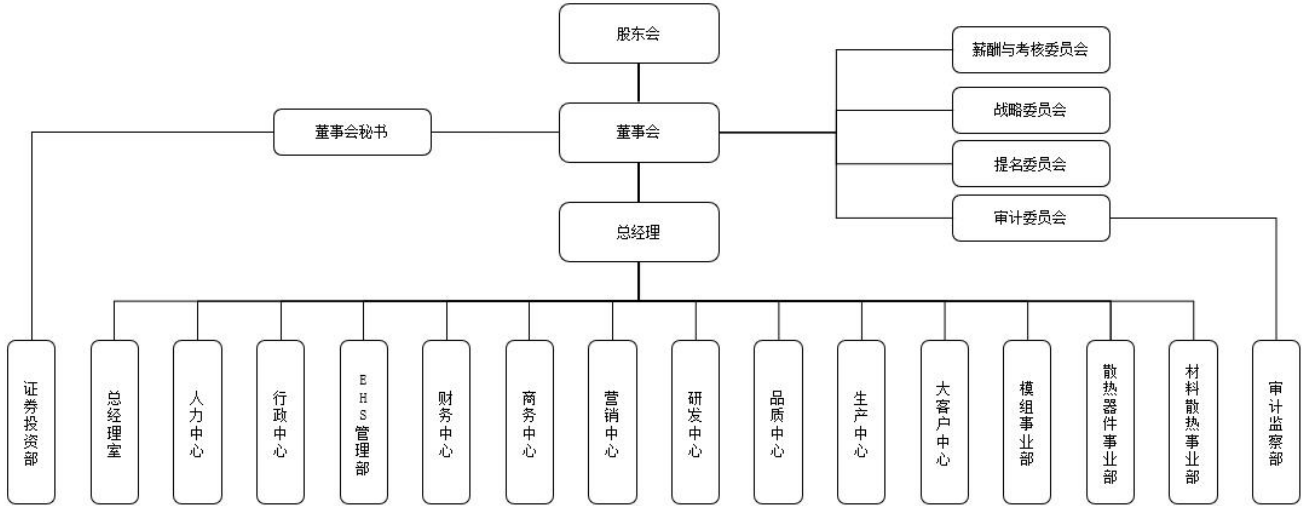 股东会
薪酬与考核委员会
战略委员会
董事会秘书
董事会
提名委员会
审计委员会
总经理
证券投资部
总经理室
人力中心
行政中心
EHS管理部
财务中心
商务中心
营销中心
研发中心
品质中心
生产中心
大客户中心
模组事业部
散热器件事业部
材料散热事业部
审计监察部